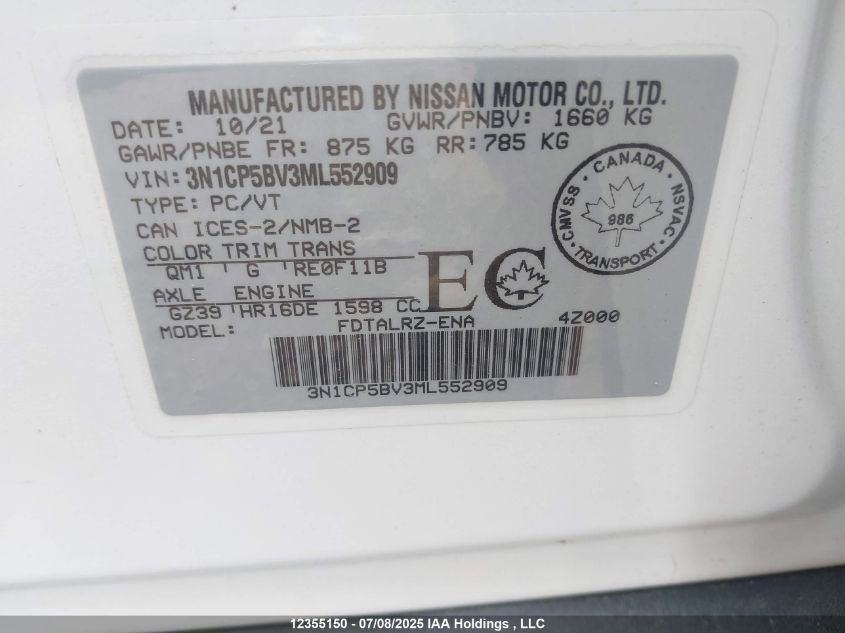 MANUFACTURED BY NISSAN MOTOR CO., LTD.
DATE: 10/21 GVWR/PNBV: 1660 KG
GAWR/PNBE FR: 875 KG RR: 785 KG
VIN: 3N1CP5BV3ML552909
TYPE: PC/VT
CAN ICES-2/NMB-2
COLOR TRIM TRANS
QM1 G RE0F11B
AXLE ENGINE
GZ39 HR16DE 1598 CC
MODEL: FDTALRZ-ENA 4Z000
EC
CANADA
CMVSS 986 NSVAC
TRANSPORT
3N1CP5BV3ML552909
12355150 - 07/08/2025 IAA Holdings , LLC